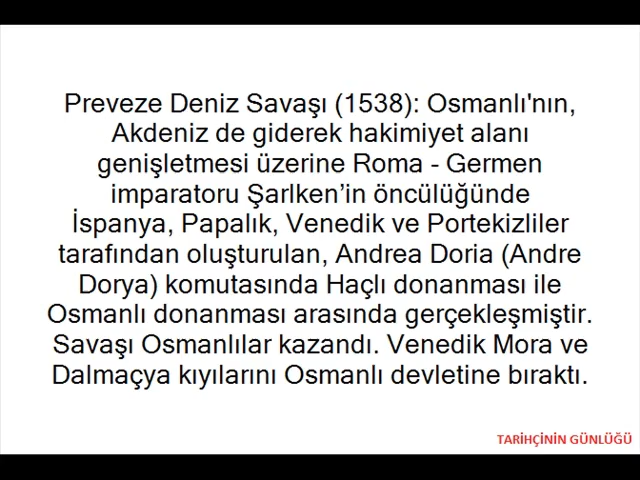 Preveze Deniz Savaşı (1538): Osmanlı'nın,
Akdeniz de giderek hakimiyet alanı
genişletmesi üzerine Roma - Germen
imparatoru Şarlken’in öncülüğünde
İspanya, Papalık, Venedik ve Portekizliler
tarafından oluşturulan, Andrea Doria (Andre
Dorya) komutasında Haçlı donanması ile
Osmanlı donanması arasında gerçekleşmiştir.
Savaşı Osmanlılar kazandı. Venedik Mora ve
Dalmaçya kıyılarını Osmanlı devletine bıraktı.
TARİHÇİNİN GÜNLÜĞÜ